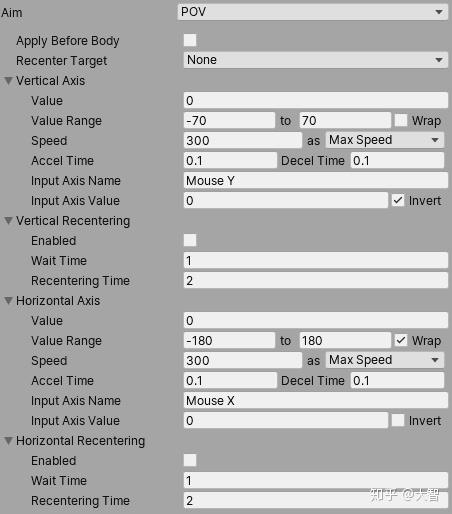 Aim POV
Apply Before Body
Recenter Target None
Vertical Axis
Value 0
Value Range -70 to 70 Wrap
Speed 300 as Max Speed
Accel Time 0.1 Decel Time 0.1
Input Axis Name Mouse Y
Input Axis Value 0 Invert
Vertical Recentering
Enabled
Wait Time 1
Recentering Time 2
Horizontal Axis
Value 0
Value Range -180 to 180 Wrap
Speed 300 as Max Speed
Accel Time 0.1 Decel Time 0.1
Input Axis Name Mouse X
Input Axis Value 0 Invert
Horizontal Recentering
Enabled
Wait Time 1
Recentering Time 2
知乎 @大智